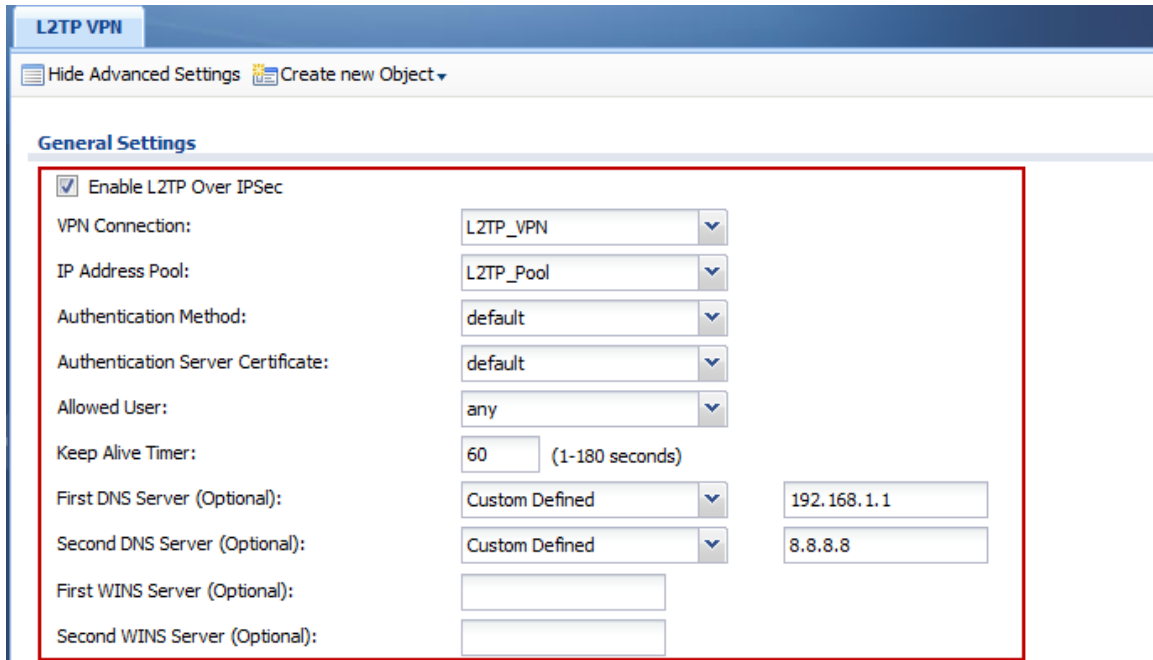 L2TP VPN
Hide Advanced Settings Create new Object
General Settings
Enable L2TP Over IPSec
VPN Connection: L2TP_VPN
IP Address Pool: L2TP_Pool
Authentication Method: default
Authentication Server Certificate: default
Allowed User: any
Keep Alive Timer: 60 (1-180 seconds)
First DNS Server (Optional): Custom Defined 192.168.1.1
Second DNS Server (Optional): Custom Defined 8.8.8.8
First WINS Server (Optional):
Second WINS Server (Optional):